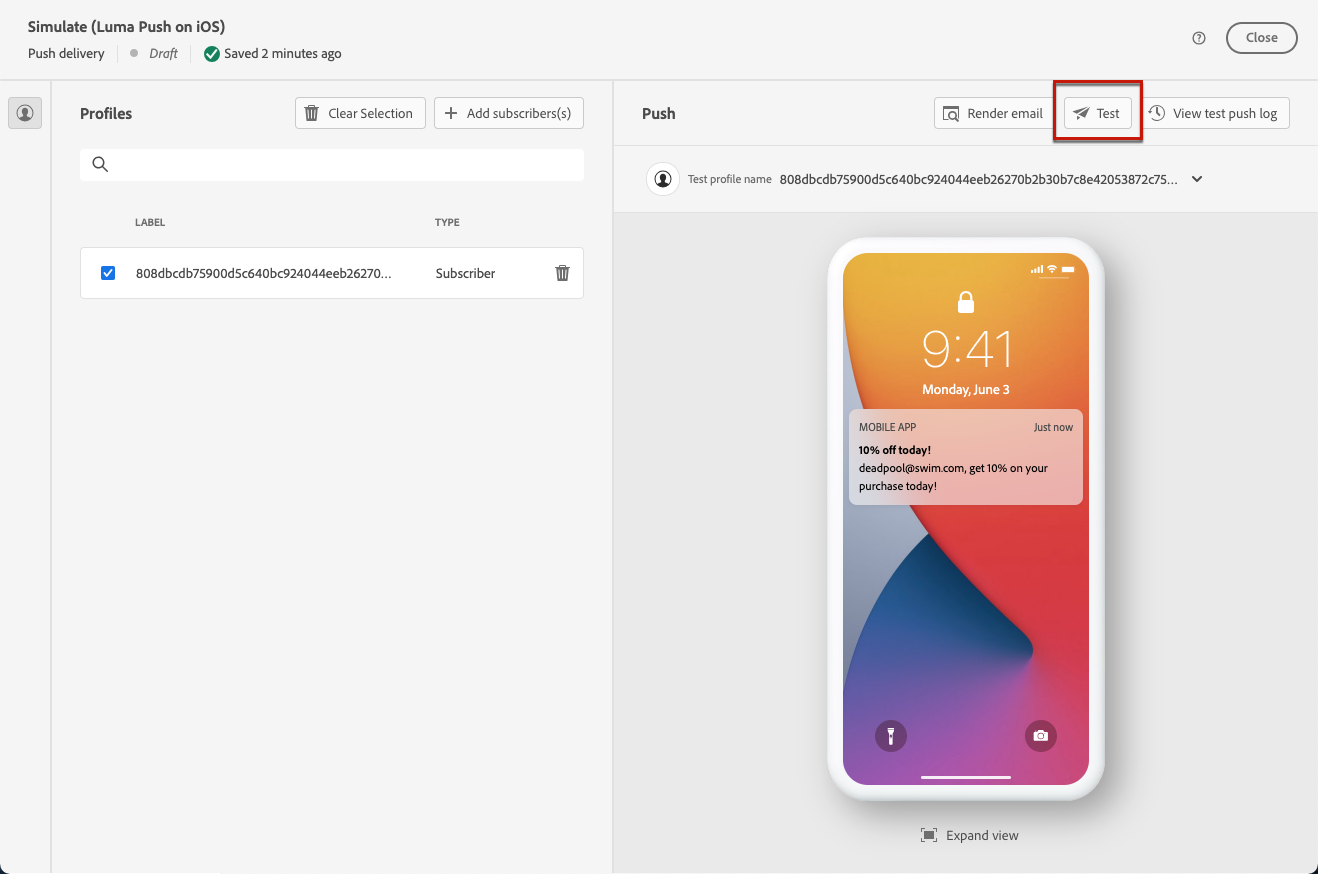 Simulate (Luma Push on iOS)
Push delivery
Draft
Saved 2 minutes ago
Close
Profiles
Clear Selection
Add subscribers(s)
LABEL
TYPE
808dbcdb75900d5c640bc924044eeb26270...
Subscriber
Push
Render email
Test
View test push log
Test profile name
808dbcdb75900d5c640bc924044eeb26270b2b30b7c8e42053872c75...
9:41
Monday, June 3
MOBILE APP
Just now
10% off today!
deadpool@swim.com, get 10% on your
purchase today!
Expand view